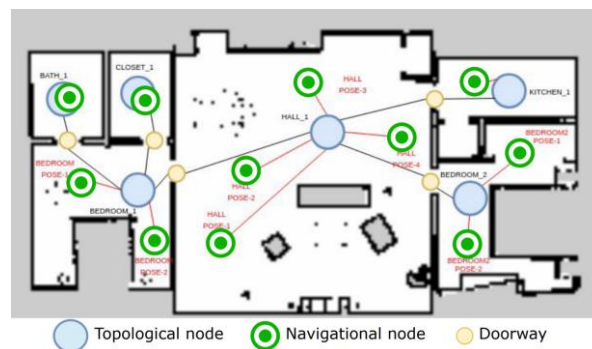 BATH_1
CLOSET_1
HALL
POSE-3
KITCHEN_1
HALL_1
BEDROOM2
POSE-1
HALL
POSE-4
BEDROOM
POSE-1
HALL
POSE-2
BEDROOM_2
BEDROOM_1
HALL
POSE-1
BEDROOM
POSE-2
BEDROOM2
POSE-2
Topological node
Navigational node
Doorway